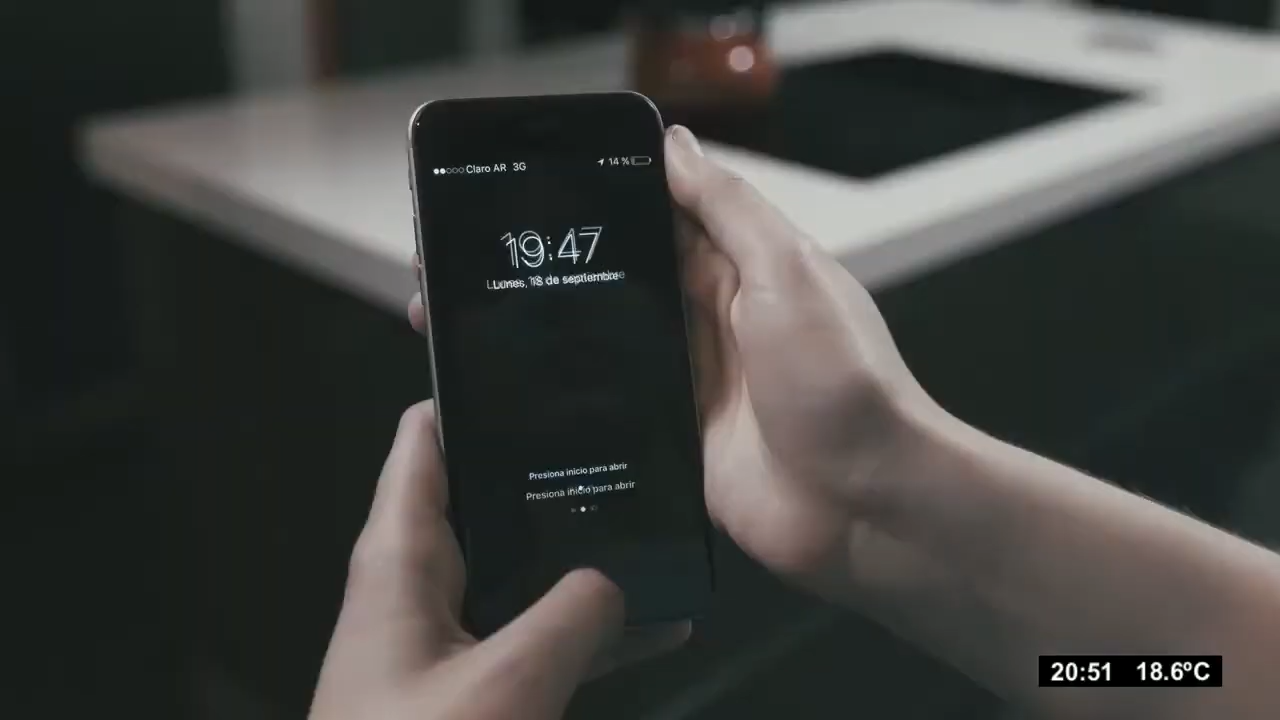 ●●○○○ Claro AR 3G 14 %
19:47
Lunes, 18 de septiembre
Presiona inicio para abrir
Presiona inicio para abrir
20:51 18.6ºC